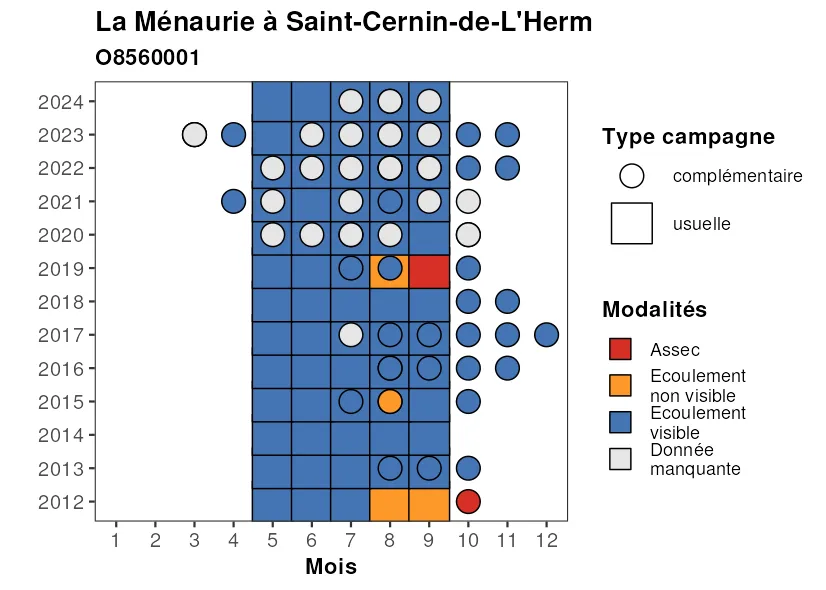 La Ménaurie à Saint-Cernin-de-L'Herm
O8560001
2024
2023
2022
2021
2020
2019
2018
2017
2016
2015
2014
2013
2012
1 2 3 4 5 6 7 8 9 10 11 12
Mois
Type campagne
complémentaire
usuelle
Modalités
Assec
Ecoulement
non visible
Ecoulement
visible
Donnée
manquante